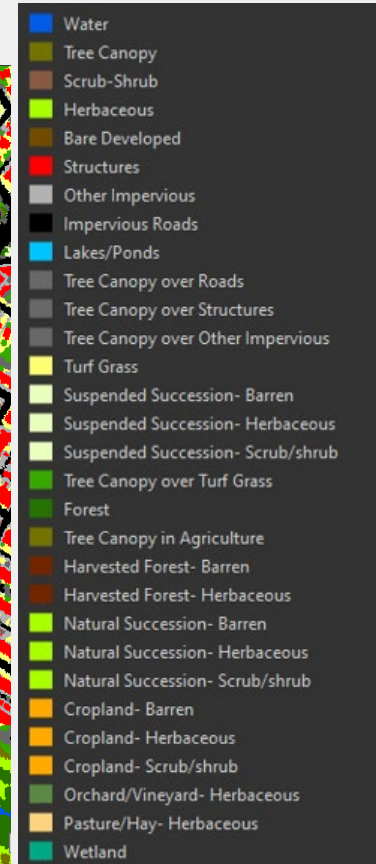 Water
Tree Canopy
Scrub-Shrub
Herbaceous
Bare Developed
Structures
Other Impervious
Impervious Roads
Lakes/Ponds
Tree Canopy over Roads
Tree Canopy over Structures
Tree Canopy over Other Impervious
Turf Grass
Suspended Succession- Barren
Suspended Succession- Herbaceous
Suspended Succession- Scrub/shrub
Tree Canopy over Turf Grass
Forest
Tree Canopy in Agriculture
Harvested Forest- Barren
Harvested Forest- Herbaceous
Natural Succession- Barren
Natural Succession- Herbaceous
Natural Succession- Scrub/shrub
Cropland- Barren
Cropland- Herbaceous
Cropland- Scrub/shrub
Orchard/Vineyard- Herbaceous
Pasture/Hay- Herbaceous
Wetland